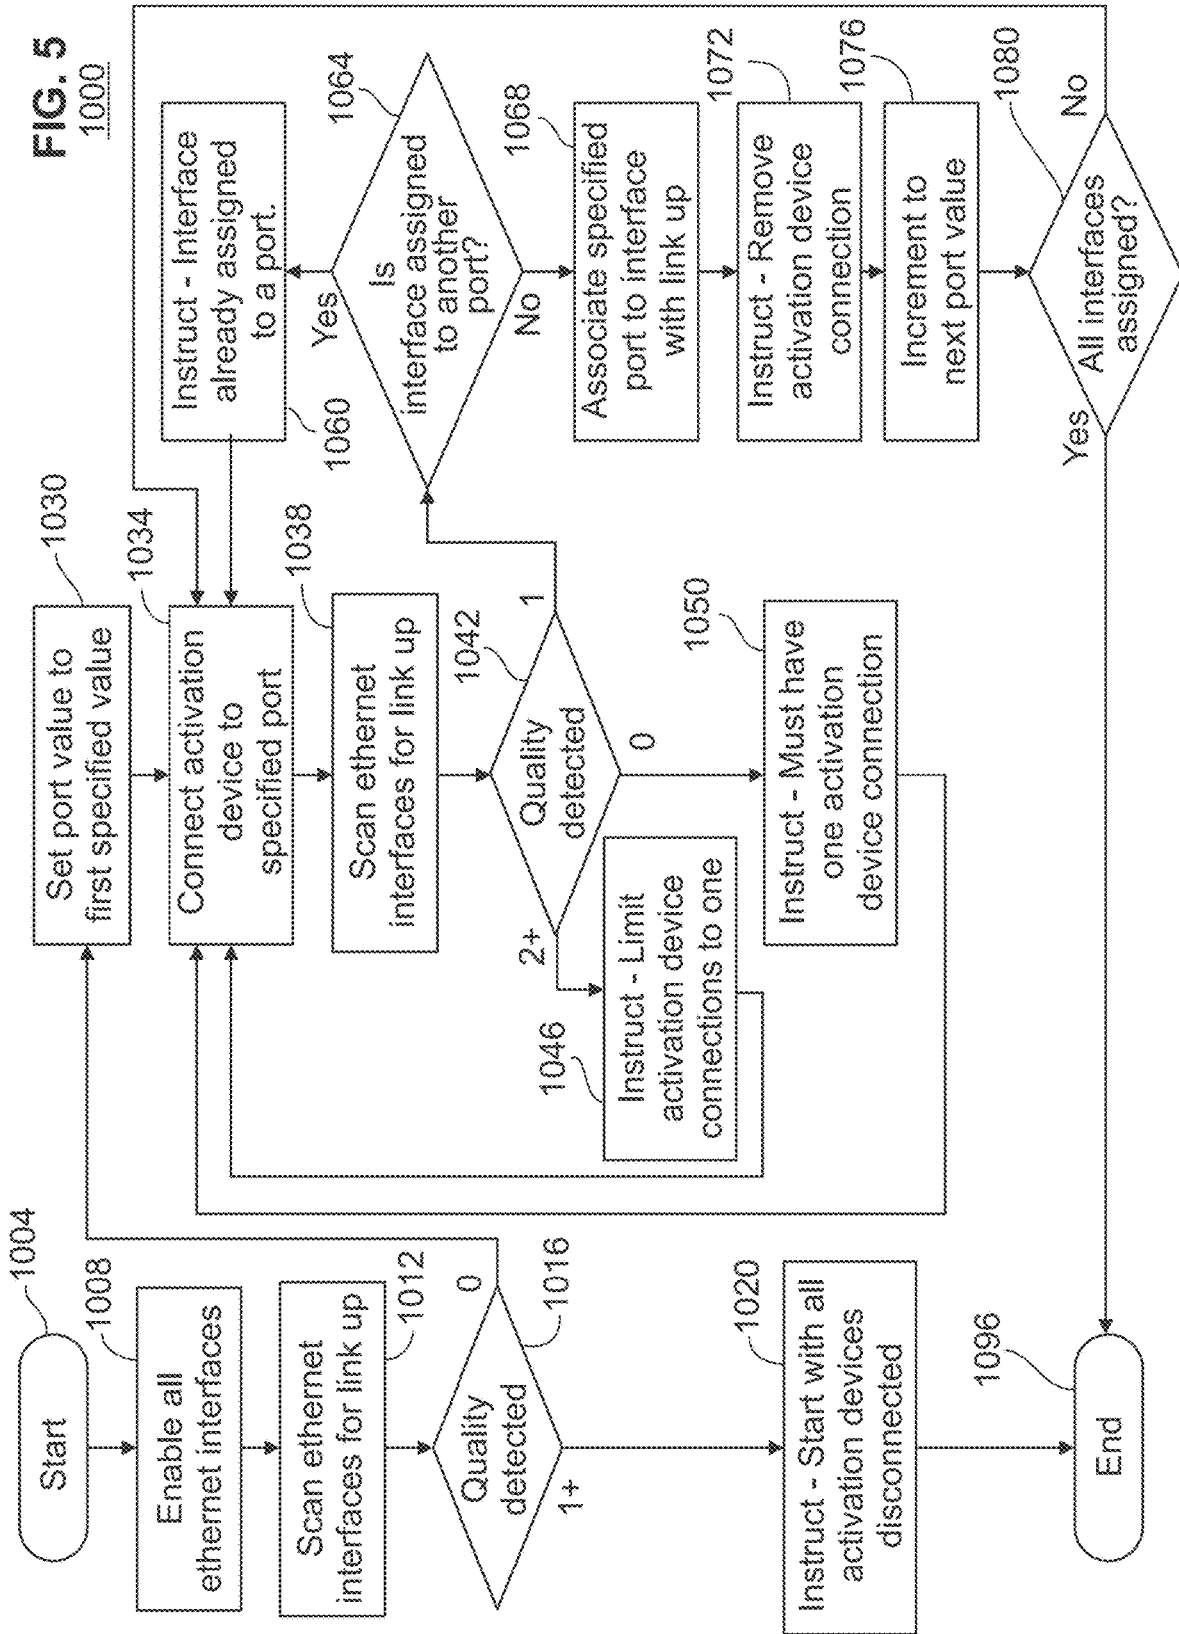 FIG. 5
1000
1004
Start
1008
Enable all
ethernet interfaces
1012
Scan ethernet
interfaces for link up
1016
Quality
detected
0
1+
1020
Instruct - Start with all
activation devices
disconnected
1096
End
1030
Set port value to
first specified value
1034
Connect activation
device to
specified port
1038
Scan ethernet
interfaces for link up
1042
Quality
detected
2+
1
0
1046
Instruct - Limit
activation device
connections to one
1050
Instruct - Must have
one activation
device connection
1060
Instruct - Interface
already assigned
to a port.
1064
Is
interface assigned
to another
port?
Yes
No
1068
Associate specified
port to interface
with link up
1072
Instruct - Remove
activation device
connection
1076
Increment to
next port value
1080
All interfaces
assigned?
Yes
No